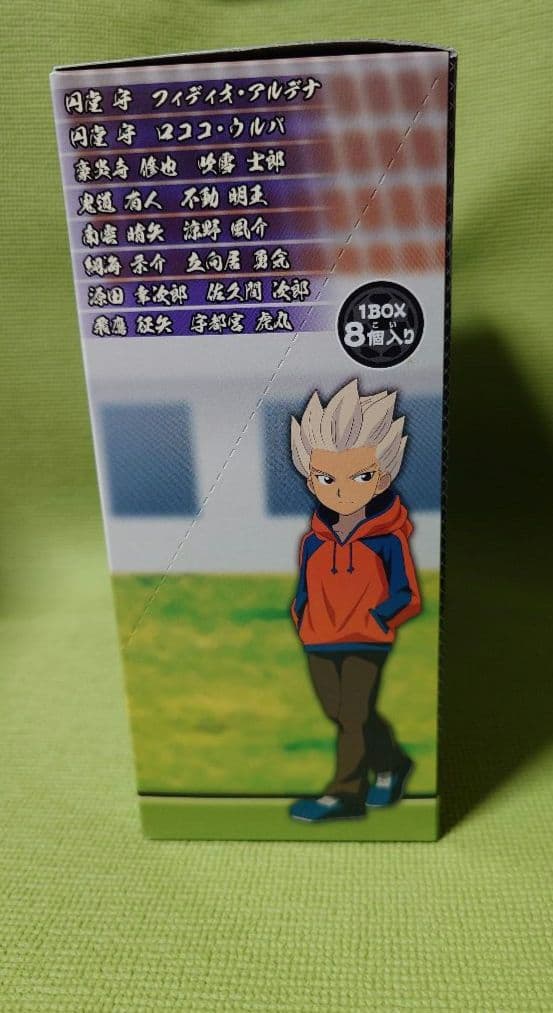 円堂 守 フィディオ・アルデナ
円堂 守 ロココ・ウルパ
豪炎寺 修也 吹雪 士郎
鬼道 有人 不動 明王
南雲 晴矢 涼野 風介
綱海 条介 立向居 勇気
源田 幸次郎 佐久間 次郎
飛鷹 征矢 宇都宮 虎丸
1BOX
8個入り
こい